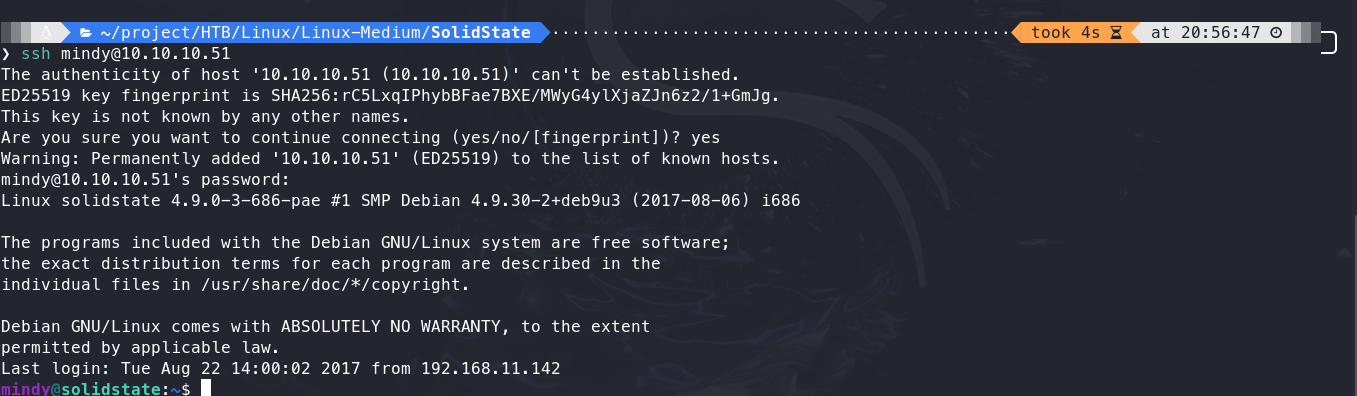 ~/project/HTB/Linux/Linux-Medium/SolidState took 4s at 20:56:47
❯ ssh mindy@10.10.10.51
The authenticity of host '10.10.10.51 (10.10.10.51)' can't be established.
ED25519 key fingerprint is SHA256:rC5LxqIPhybBFae7BXE/MWyG4ylXjaZJn6z2/1+GmJg.
This key is not known by any other names.
Are you sure you want to continue connecting (yes/no/[fingerprint])? yes
Warning: Permanently added '10.10.10.51' (ED25519) to the list of known hosts.
mindy@10.10.10.51's password:
Linux solidstate 4.9.0-3-686-pae #1 SMP Debian 4.9.30-2+deb9u3 (2017-08-06) i686
The programs included with the Debian GNU/Linux system are free software;
the exact distribution terms for each program are described in the
individual files in /usr/share/doc/*/copyright.
Debian GNU/Linux comes with ABSOLUTELY NO WARRANTY, to the extent
permitted by applicable law.
Last login: Tue Aug 22 14:00:02 2017 from 192.168.11.142
mindy@solidstate:~$